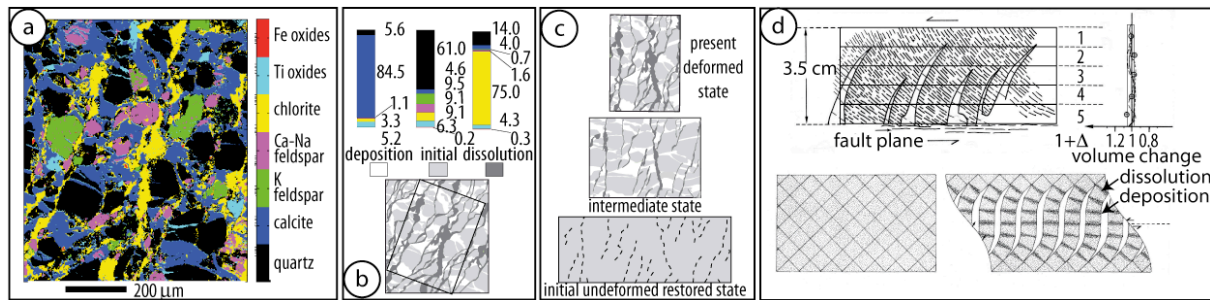 a
Fe oxides
Ti oxides
chlorite
Ca-Na
feldspar
K
feldspar
calcite
quartz
200 µm
b
5.6
84.5
1.1
3.3
5.2
61.0
4.6
9.5
9.1
9.1
6.3
0.2
14.0
4.0
0.7
1.6
75.0
4.3
0.3
deposition
initial
dissolution
c
present
deformed
state
intermediate state
initial undeformed restored state
d
3.5 cm
1
2
3
4
5
fault plane
1+Δ
1.2
1
0.8
volume change
dissolution
deposition